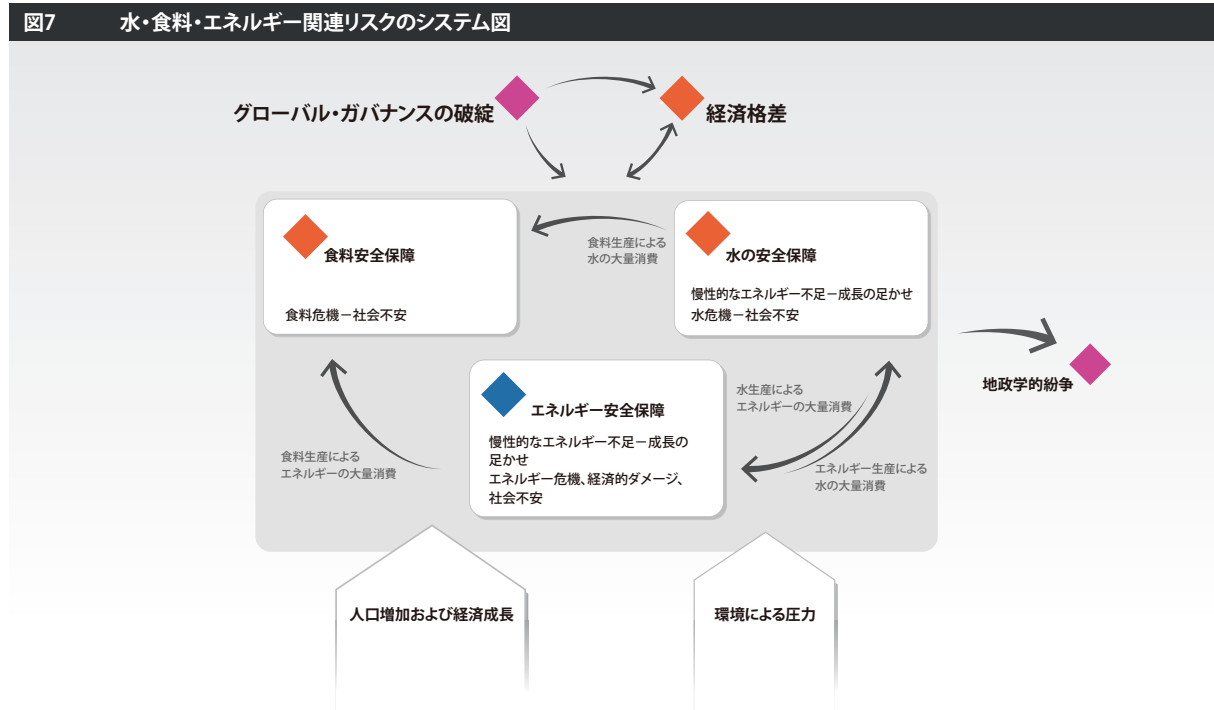 図7 水・食料・エネルギー関連リスクのシステム図
グローバル・ガバナンスの破綻
経済格差
食料安全保障
食料危機－社会不安
食料生産による
水の大量消費
水の安全保障
慢性的なエネルギー不足－成長の足かせ
水危機－社会不安
地政学的紛争
エネルギー安全保障
慢性的なエネルギー不足－成長の
足かせ
エネルギー危機、経済的ダメージ、
社会不安
水生産による
エネルギーの大量消費
食料生産による
エネルギーの大量消費
エネルギー生産による
水の大量消費
人口増加および経済成長
環境による圧力